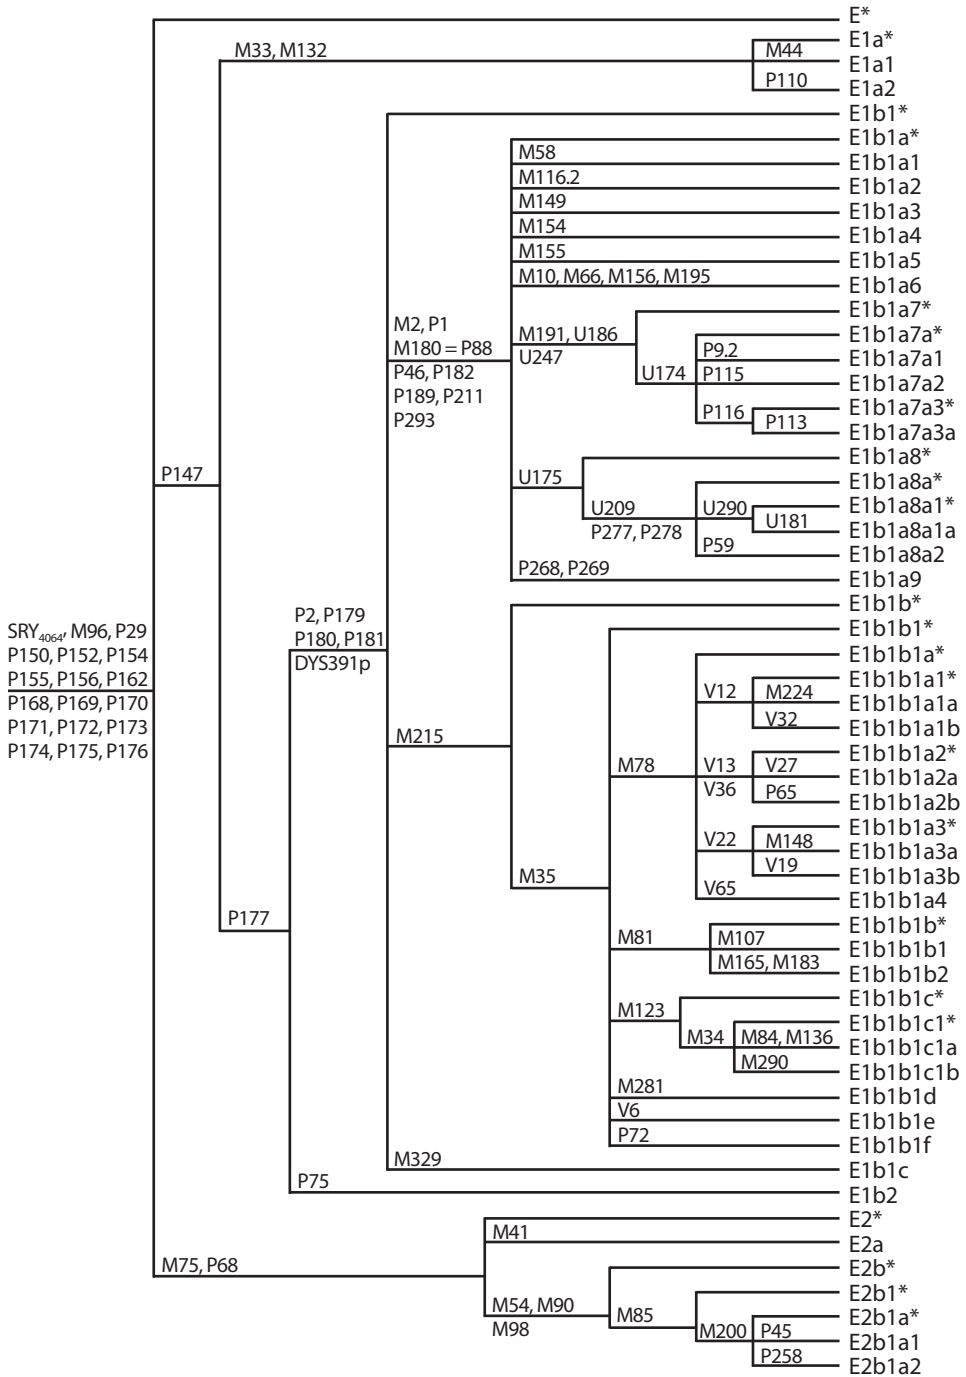 E*
E1a*
M33, M132
M44
E1a1
P110
E1a2
E1b1*
E1b1a*
M58
E1b1a1
M116.2
E1b1a2
M149
E1b1a3
M154
E1b1a4
M155
E1b1a5
M10, M66, M156, M195
E1b1a6
E1b1a7*
M2, P1
M180 = P88
P46, P182
P189, P211
P293
M191, U186
U247
E1b1a7a*
P9.2
E1b1a7a1
U174
P115
E1b1a7a2
E1b1a7a3*
P116
P113
E1b1a7a3a
E1b1a8*
P147
U175
E1b1a8a*
U209
P277, P278
U290
E1b1a8a1*
U181
E1b1a8a1a
P59
E1b1a8a2
P268, P269
E1b1a9
E1b1b*
P2, P179
P180, P181
DYS391p
E1b1b1*
SRY4064, M96, P29
P150, P152, P154
P155, P156, P162
P168, P169, P170
P171, P172, P173
P174, P175, P176
E1b1b1a*
E1b1b1a1*
V12
M224
E1b1b1a1a
V32
E1b1b1a1b
M215
E1b1b1a2*
M78
V13
V36
V27
E1b1b1a2a
P65
E1b1b1a2b
E1b1b1a3*
V22
M148
E1b1b1a3a
V19
E1b1b1a3b
M35
V65
E1b1b1a4
P177
E1b1b1b*
M81
M107
E1b1b1b1
M165, M183
E1b1b1b2
E1b1b1c*
M123
E1b1b1c1*
M34
M84, M136
E1b1b1c1a
M290
E1b1b1c1b
M281
E1b1b1d
V6
E1b1b1e
P72
E1b1b1f
M329
E1b1c
P75
E1b2
E2*
M41
E2a
M75, P68
E2b*
E2b1*
M54, M90
M98
M85
E2b1a*
M200
P45
E2b1a1
P258
E2b1a2